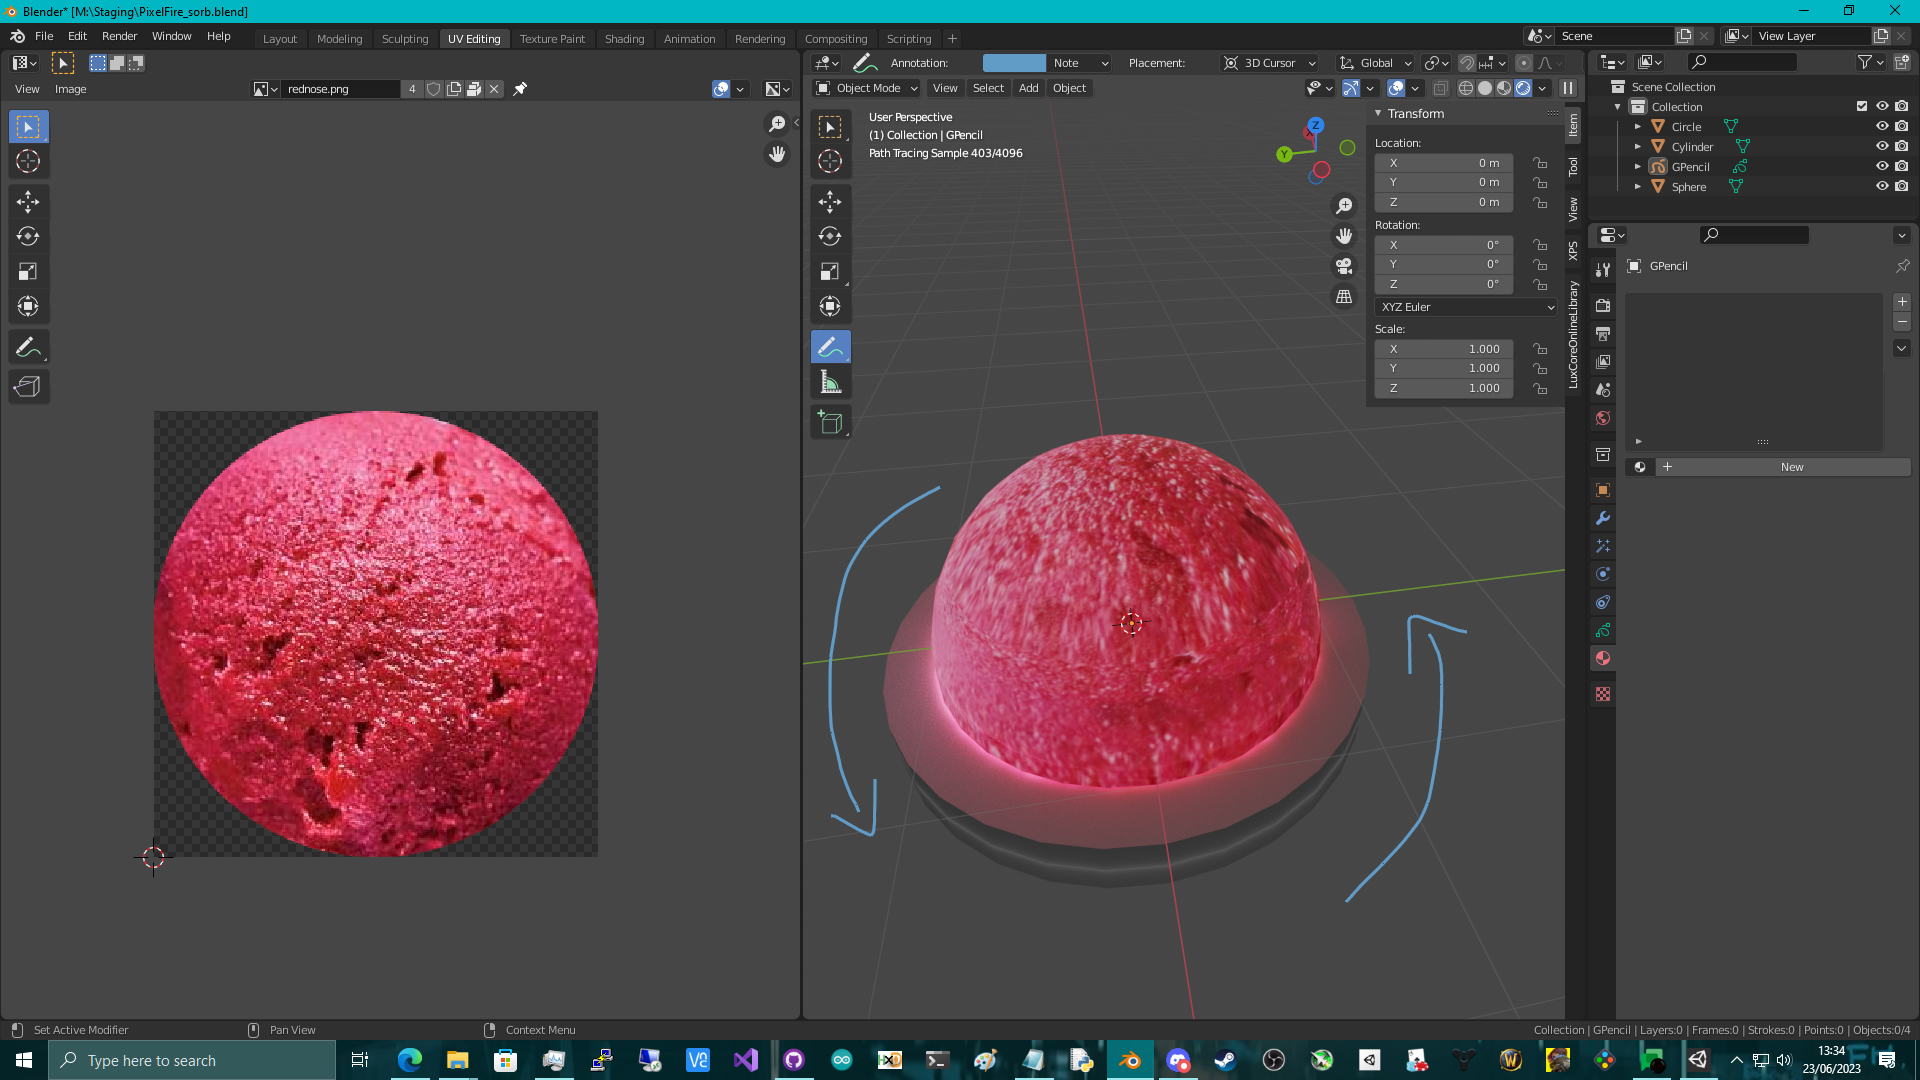 Blender* [M:\Staging\PixelFire_sorb.blend]
File Edit Render Window Help Layout Modeling Sculpting UV Editing Texture Paint Shading Animation Rendering Compositing Scripting + Scene View Layer
Annotation: Note Placement: 3D Cursor Global
View Image rednose.png 4
Object Mode View Select Add Object
User Perspective
(1) Collection | GPencil
Path Tracing Sample 403/4096
Z
X
Y
Transform
Location:
X 0 m
Y 0 m
Z 0 m
Rotation:
X 0°
Y 0°
Z 0°
XYZ Euler
Scale:
X 1.000
Y 1.000
Z 1.000
Item
Tool
View
XPS
LuxCoreOnlineLibrary
Scene Collection
Collection
Circle
Cylinder
GPencil
Sphere
GPencil
New
Set Active Modifier Pan View Context Menu Collection | GPencil | Layers:0 | Frames:0 | Strokes:0 | Points:0 | Objects:0/4
Type here to search
13:34
23/06/2023